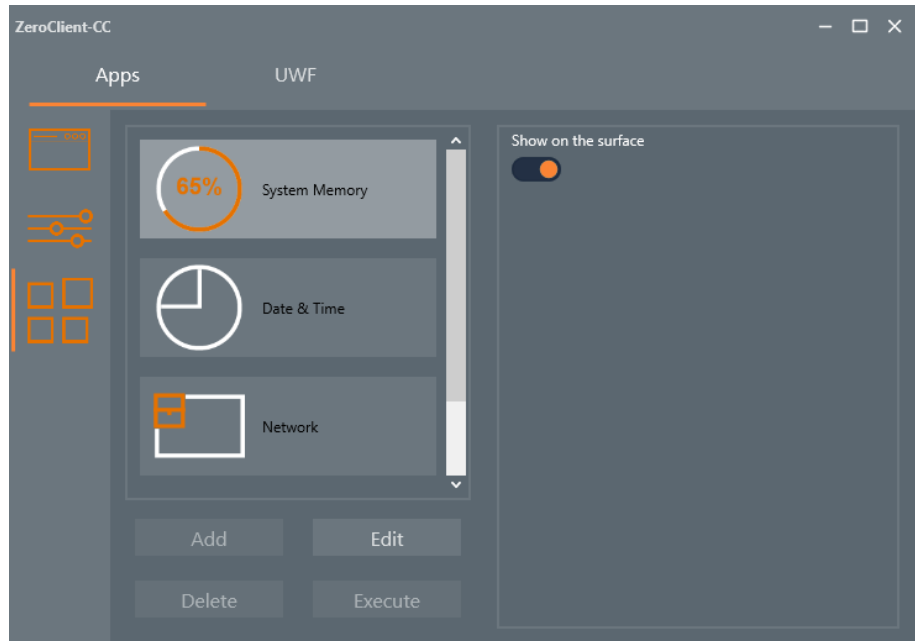 ZeroClient-CC
Apps
UWF
65%
System Memory
Date & Time
Network
Show on the surface
Add
Edit
Delete
Execute